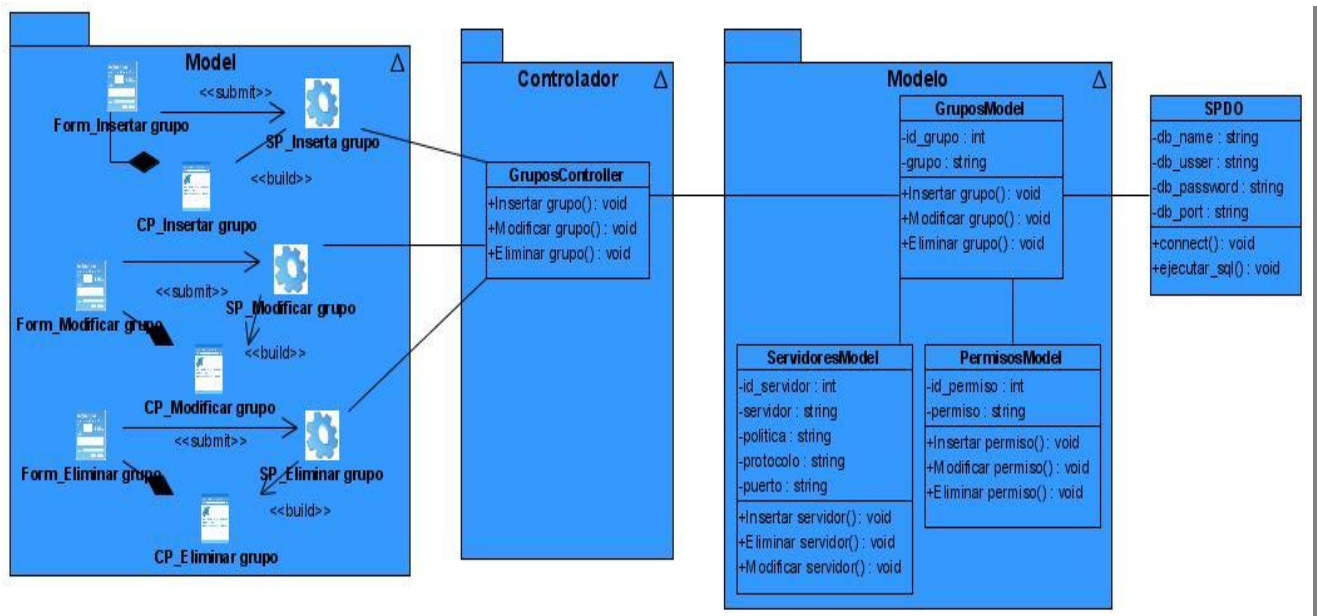 Model
Δ
<<submit>>
Form_Insertar grupo
SP_Inserta grupo
<<build>>
CP_Insertar grupo
<<submit>>
SP_Modificar grupo
Form_Modificar grupo
<<build>>
CP_Modificar grupo
<<submit>>
Form_Eliminar grupo
SP_Eliminar grupo
<<build>>
CP_Eliminar grupo
Controlador
Δ
GruposController
+Insertar grupo() : void
+Modificar grupo() : void
+Eliminar grupo() : void
Modelo
Δ
GruposModel
-id_grupo : int
-grupo : string
+Insertar grupo() : void
+Modificar grupo() : void
+Eliminar grupo() : void
ServidoresModel
-id_servidor : int
-servidor : string
-politica : string
-protocolo : string
-puerto : string
+Insertar servidor() : void
+Eliminar servidor() : void
+Modificar servidor() : void
PermisosModel
-id_permiso : int
-permiso : string
+Insertar permiso() : void
+Modificar permiso() : void
+Eliminar permiso() : void
SPDO
-db_name : string
-db_usser : string
-db_password : string
-db_port : string
+connect() : void
+ejecutar_sql() : void